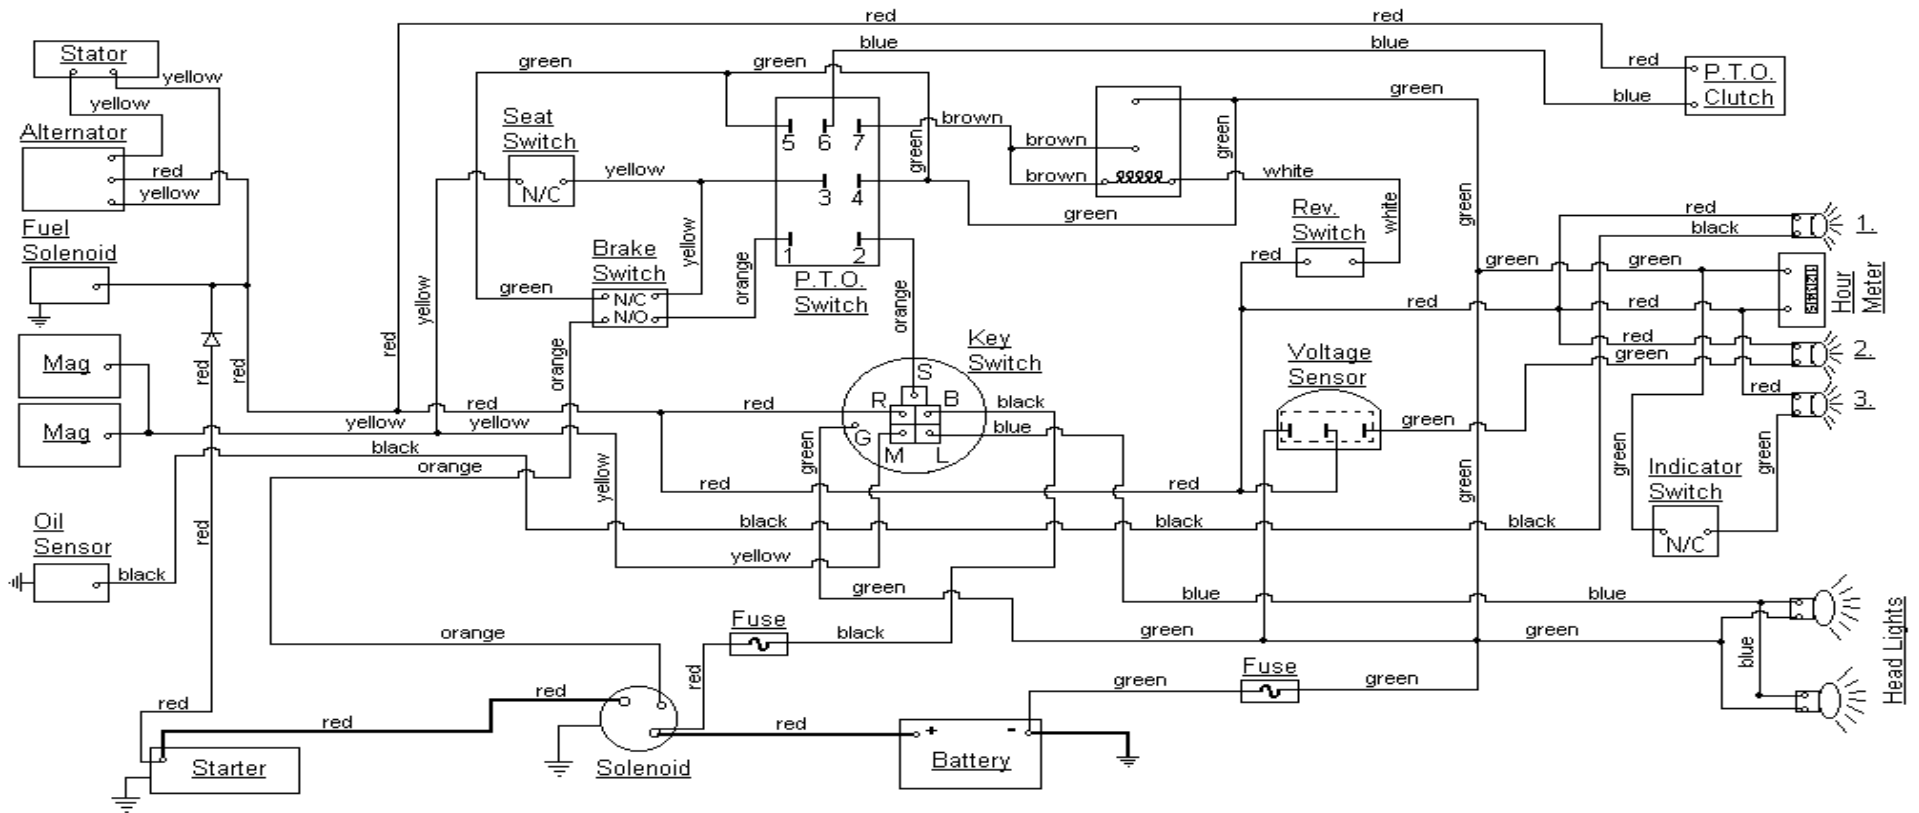 red red
blue blue
Stator
yellow
yellow
green green
red
P.T.O.
Clutch
blue
green
Alternator
red
yellow
Seat
Switch
N/C
yellow
5 6 7
3 4
1 2
P.T.O.
Switch
brown
brown
brown
green
green
white
green
white
Rev.
Switch
red
green
Fuel
Solenoid
Brake
Switch
N/C
N/O
green
yellow
orange
yellow
orange
orange
red
black
1.
green green
Hour
Meter
red red
red
green
2.
red
3.
Mag
Mag
red
red
red
Key
Switch
S
R B
G
M L
Voltage
Sensor
green
red red black
yellow yellow blue
black
orange
green
yellow
red red
green
green
green
Indicator
Switch
N/C
Oil
Sensor
black
red
black black black
yellow
green
blue blue
Fuse
black
orange
green green
blue
Head Lights
red
Fuse
green green
red
red
red
red
Starter
Solenoid
+ -
Battery